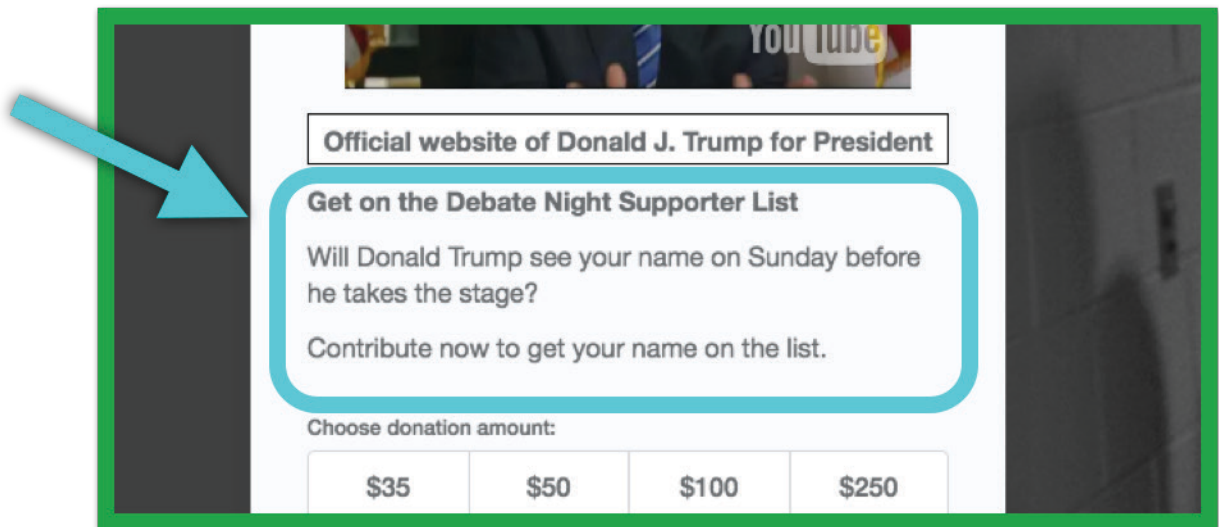 YouTube
Official website of Donald J. Trump for President
Get on the Debate Night Supporter List
Will Donald Trump see your name on Sunday before
he takes the stage?
Contribute now to get your name on the list.
Choose donation amount:
$35 $50 $100 $250